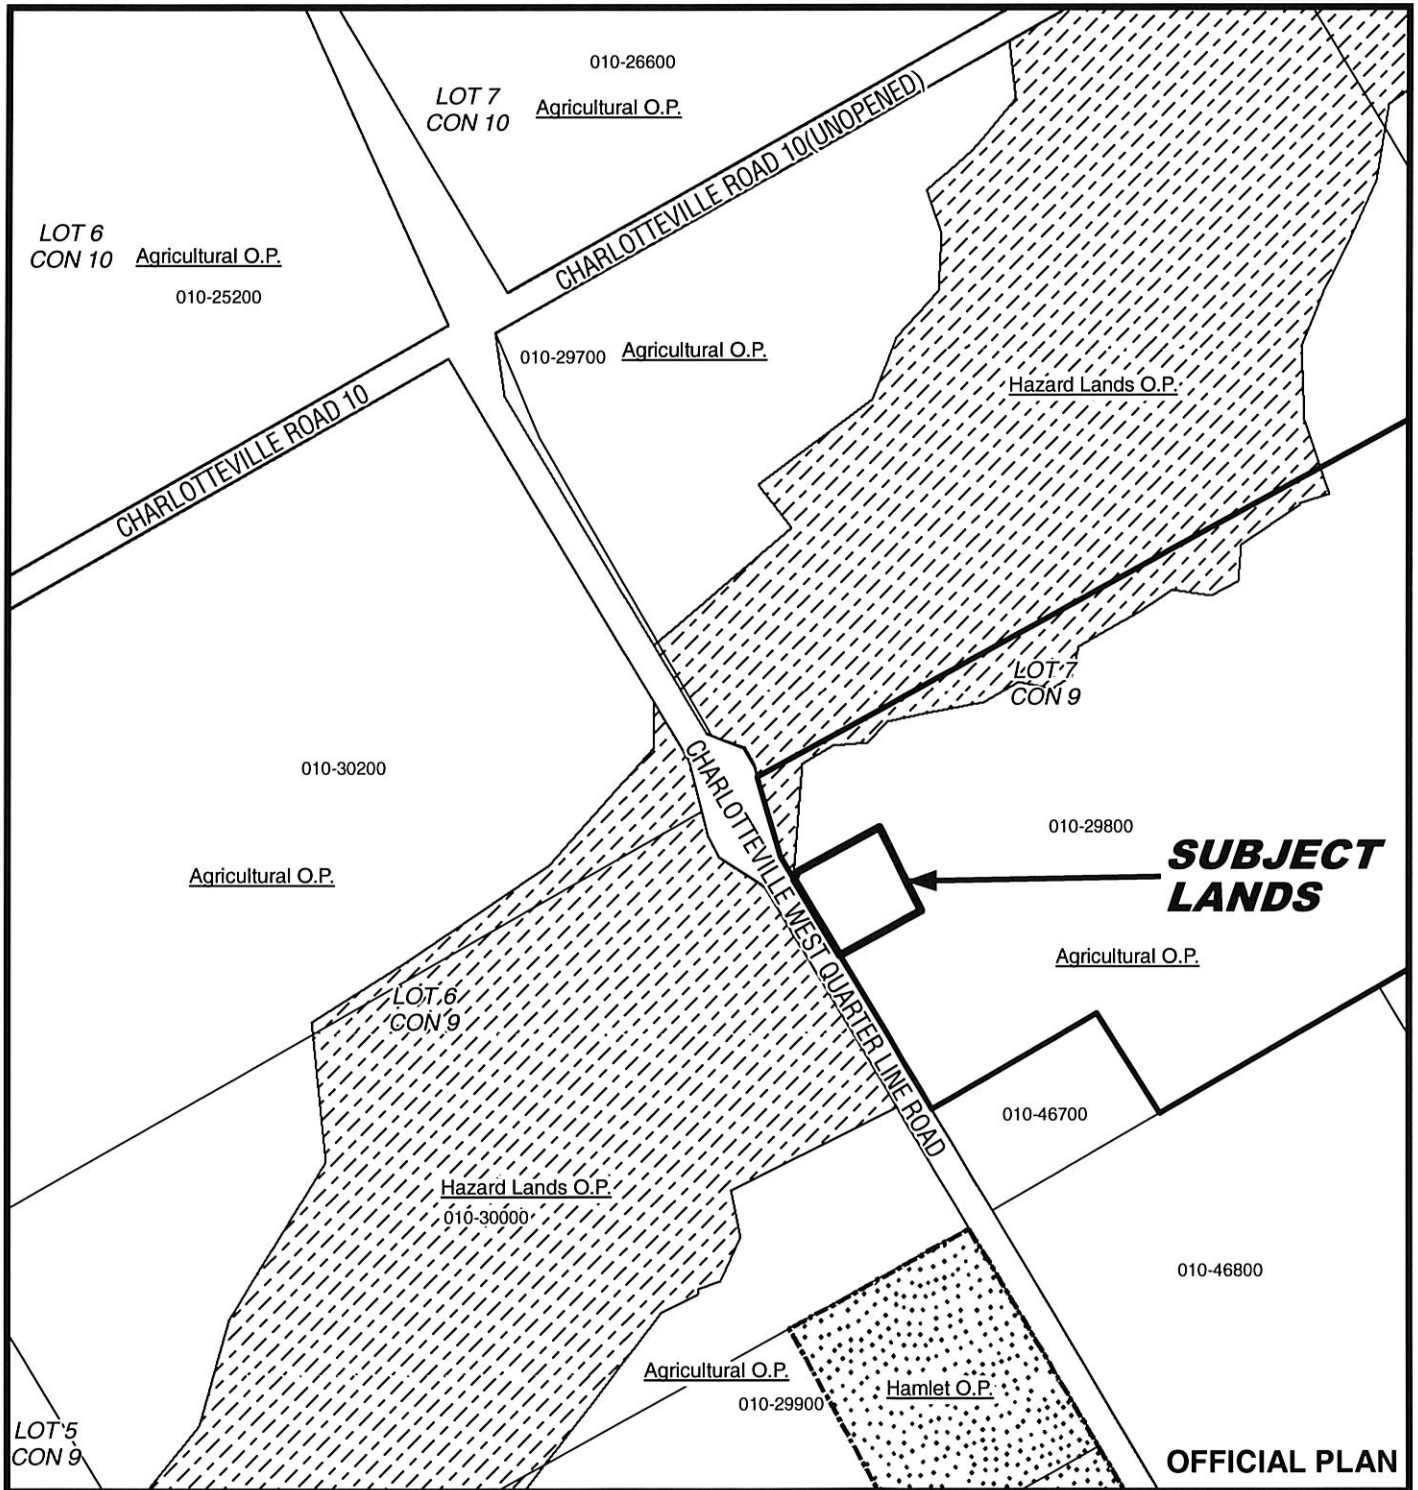 010-26600
LOT 7
CON 10
Agricultural O.P.
CHARLOTTEVILLE ROAD 10(UNOPENED)
LOT 6
CON 10
Agricultural O.P.
010-25200
010-29700
Agricultural O.P.
Hazard Lands O.P.
CHARLOTTEVILLE ROAD 10
LOT 7
CON 9
010-30200
CHARLOTTEVILLE WEST QUARTER LINE ROAD
010-29800
SUBJECT
LANDS
Agricultural O.P.
Agricultural O.P.
LOT 6
CON 9
010-46700
Hazard Lands O.P.
010-30000
010-46800
Agricultural O.P.
010-29900
Hamlet O.P.
LOT 5
CON 9
OFFICIAL PLAN